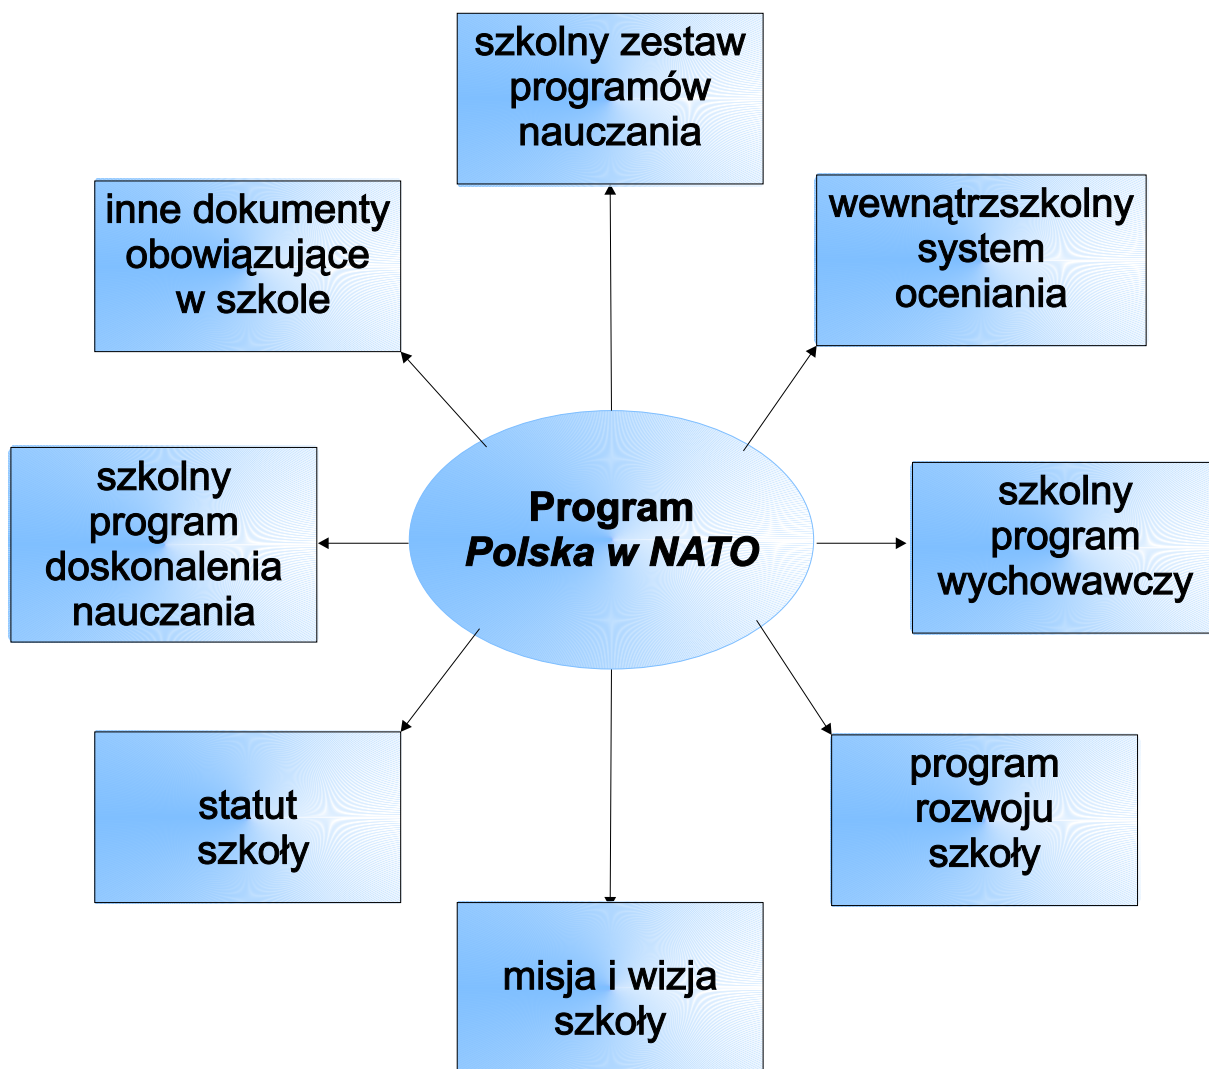 szkolny zestaw
programów
nauczania
inne dokumenty
obowiązujące
w szkole
wewnątrzszkolny
system
oceniania
szkolny
program
doskonalenia
nauczania
Program
Polska w NATO
szkolny
program
wychowawczy
statut
szkoły
program
rozwoju
szkoły
misja i wizja
szkoły